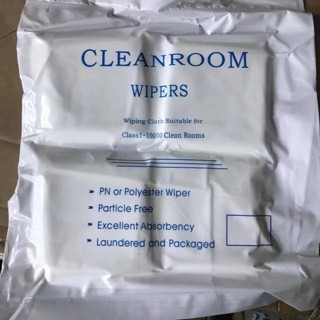 CLEANROOM
WIPERS
Wiping Cloth Suitable for
Class1-10000 Clean Rooms
PN or Polyester Wiper
Particle Free
Excellent Absorbency
Laundered and Packaged